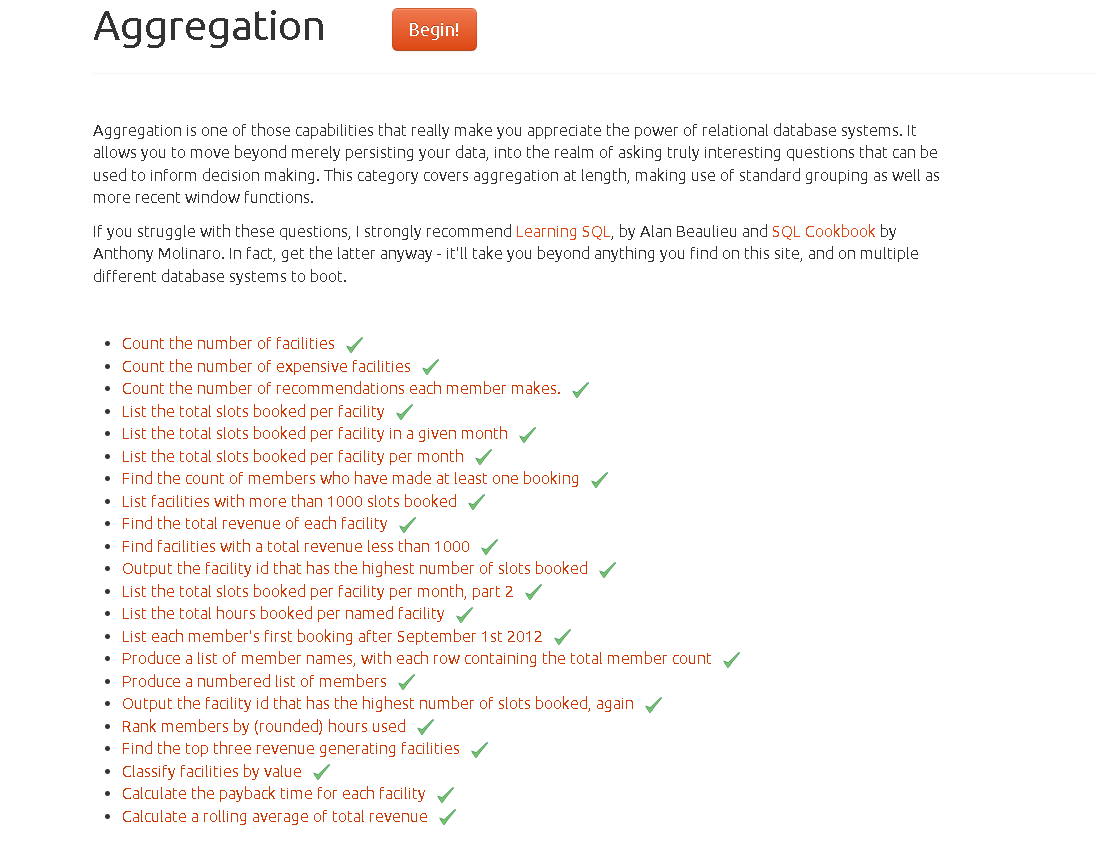 Aggregation
Begin!
Aggregation is one of those capabilities that really make you appreciate the power of relational database systems. It
allows you to move beyond merely persisting your data, into the realm of asking truly interesting questions that can be
used to inform decision making. This category covers aggregation at length, making use of standard grouping as well as
more recent window functions.
If you struggle with these questions, I strongly recommend Learning SQL, by Alan Beaulieu and SQL Cookbook by
Anthony Molinaro. In fact, get the latter anyway - it'll take you beyond anything you find on this site, and on multiple
different database systems to boot.
Count the number of facilities
Count the number of expensive facilities
Count the number of recommendations each member makes.
List the total slots booked per facility
List the total slots booked per facility in a given month
List the total slots booked per facility per month
Find the count of members who have made at least one booking
List facilities with more than 1000 slots booked
Find the total revenue of each facility
Find facilities with a total revenue less than 1000
Output the facility id that has the highest number of slots booked
List the total slots booked per facility per month, part 2
List the total hours booked per named facility
List each member's first booking after September 1st 2012
Produce a list of member names, with each row containing the total member count
Produce a numbered list of members
Output the facility id that has the highest number of slots booked, again
Rank members by (rounded) hours used
Find the top three revenue generating facilities
Classify facilities by value
Calculate the payback time for each facility
Calculate a rolling average of total revenue